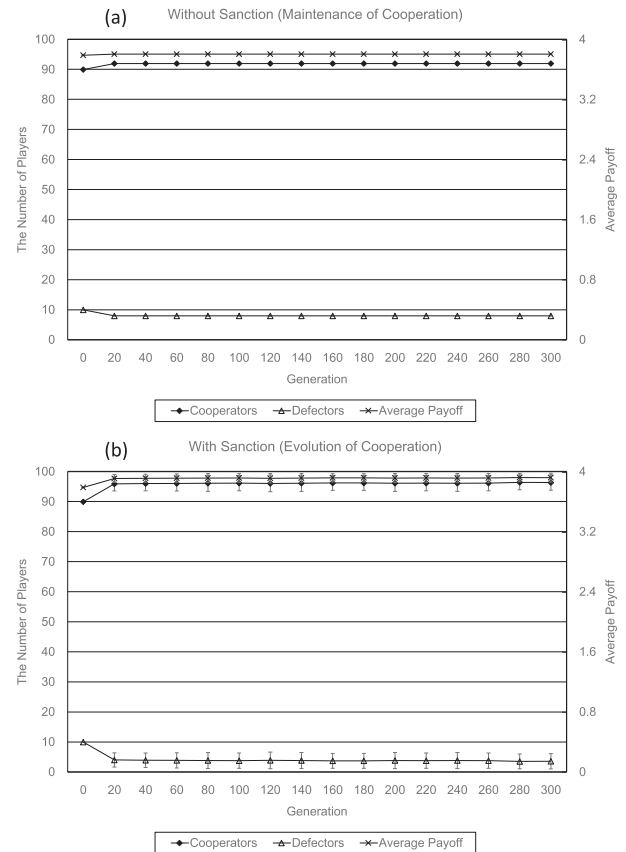 (a) Without Sanction (Maintenance of Cooperation)
100 4
90
80 3.2
70
60 2.4
50
40 1.6
30
20 0.8
10
0 0
The Number of Players
Average Payoff
0 20 40 60 80 100 120 140 160 180 200 220 240 260 280 300
Generation
Cooperators Defectors Average Payoff
(b) With Sanction (Evolution of Cooperation)
100 4
90
80 3.2
70
60 2.4
50
40 1.6
30
20 0.8
10
0 0
The Number of Players
Average Payoff
0 20 40 60 80 100 120 140 160 180 200 220 240 260 280 300
Generation
Cooperators Defectors Average Payoff